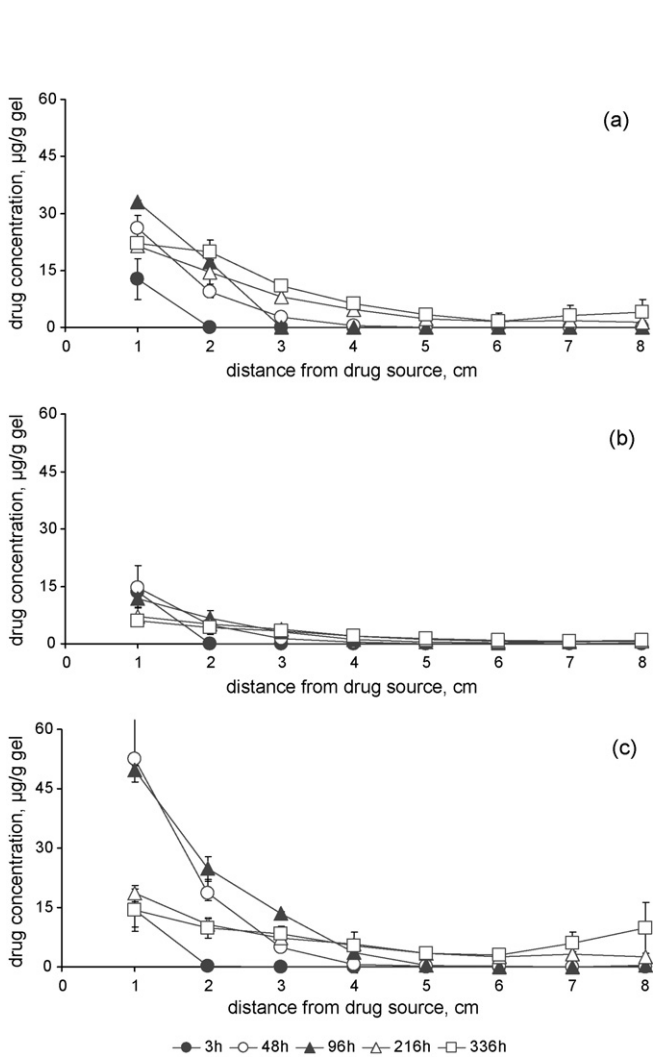 (a)
drug concentration, µg/g gel
60
45
30
15
0
0 1 2 3 4 5 6 7 8
distance from drug source, cm
(b)
drug concentration, µg/g gel
60
45
30
15
0
0 1 2 3 4 5 6 7 8
distance from drug source, cm
(c)
drug concentration, µg/g gel
60
45
30
15
0
0 1 2 3 4 5 6 7 8
distance from drug source, cm
3h 48h 96h 216h 336h